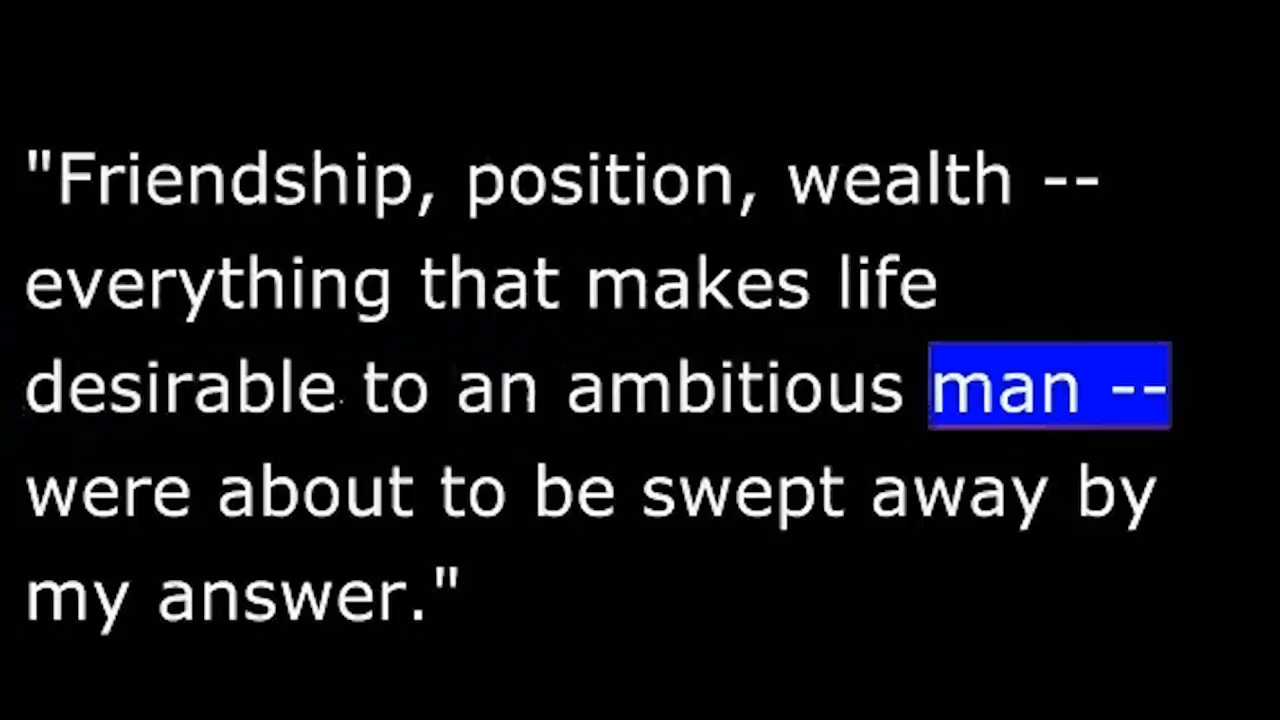 "Friendship, position, wealth --
everything that makes life
desirable to an ambitious man --
were about to be swept away by
my answer."